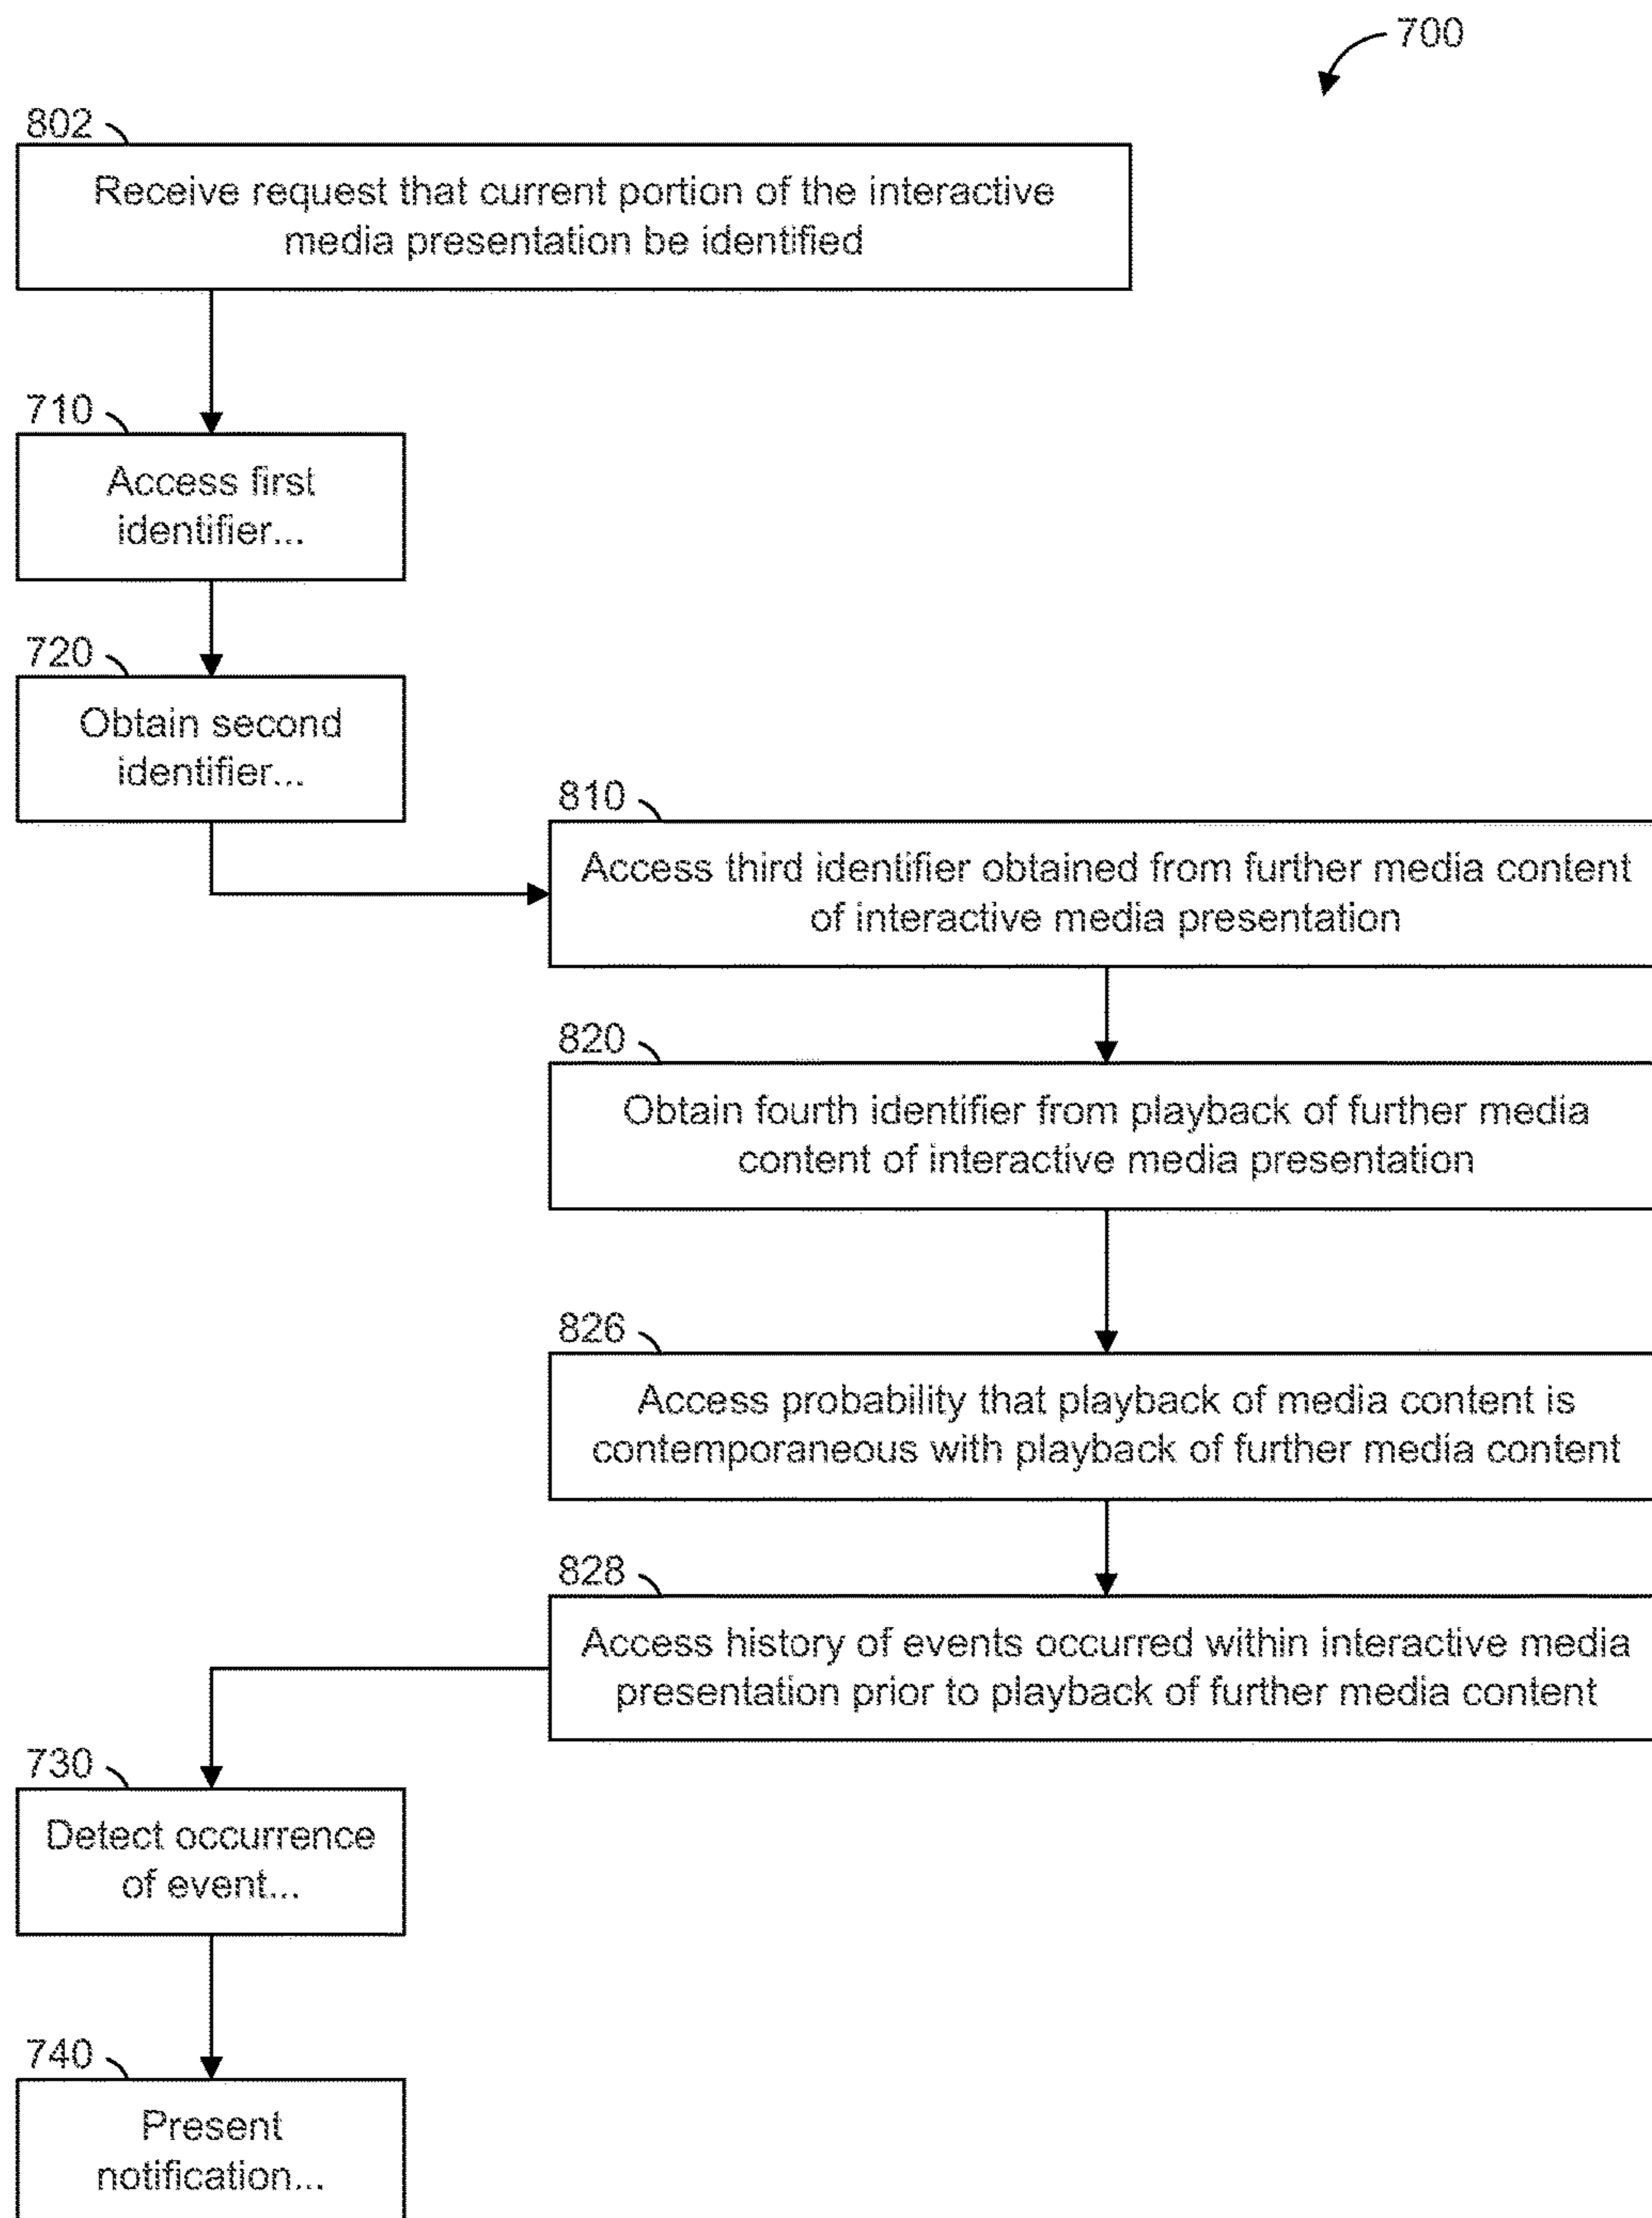 700
802
Receive request that current portion of the interactive
media presentation be identified
710
Access first
identifier...
720
Obtain second
identifier...
810
Access third identifier obtained from further media content
of interactive media presentation
820
Obtain fourth identifier from playback of further media
content of interactive media presentation
826
Access probability that playback of media content is
contemporaneous with playback of further media content
828
Access history of events occurred within interactive media
presentation prior to playback of further media content
730
Detect occurrence
of event...
740
Present
notification...